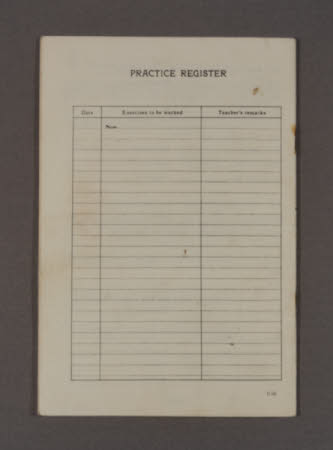 PRACTICE REGISTER
Date
Exercises to be worked
Teacher's remarks